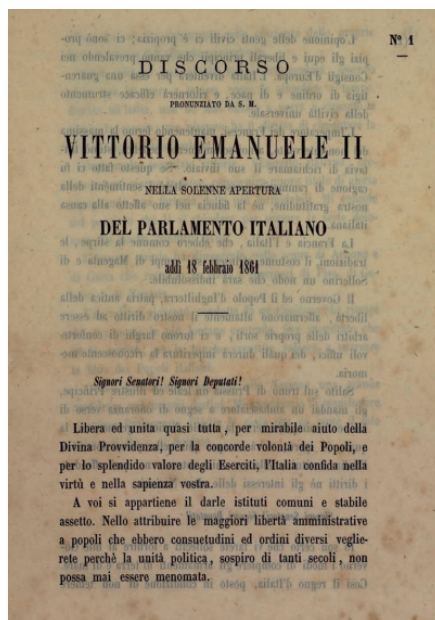 Nº 1
DISCORSO
PRONUNZIATO DA S. M.
VITTORIO EMANUELE II
NELLA SOLENNE APERTURA
DEL PARLAMENTO ITALIANO
addì 18 febbraio 1861
Signori Senatori! Signori Deputati!
Libera ed unita quasi tutta, per mirabile aiuto della
Divina Provvidenza, per la concorde volontà dei Popoli, e
per lo splendido valore degli Eserciti, l'Italia confida nella
virtù e nella sapienza vostra.
A voi si appartiene il darle istituti comuni e stabile
assetto. Nello attribuire le maggiori libertà amministrative
a popoli che ebbero consuetudini ed ordini diversi veglie-
rete perchè la unità politica, sospiro di tanti secoli, non
possa mai essere menomata.